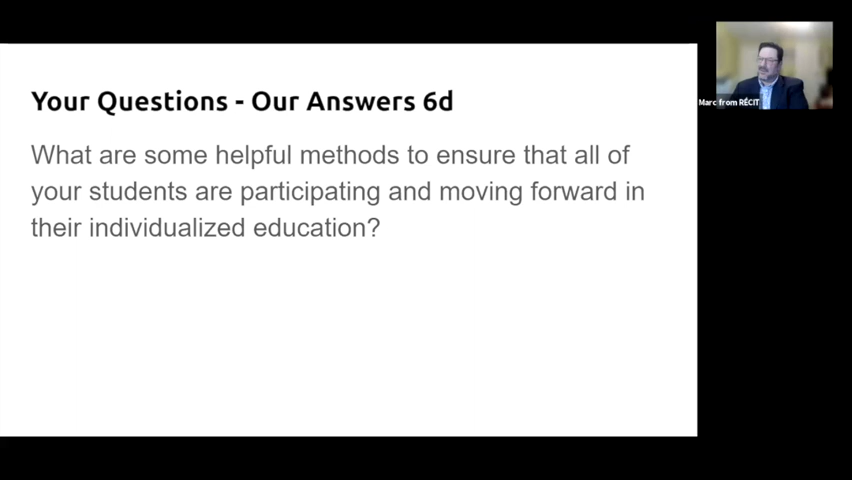 Your Questions - Our Answers 6d
What are some helpful methods to ensure that all of
your students are participating and moving forward in
their individualized education?
Marc from RÉCIT